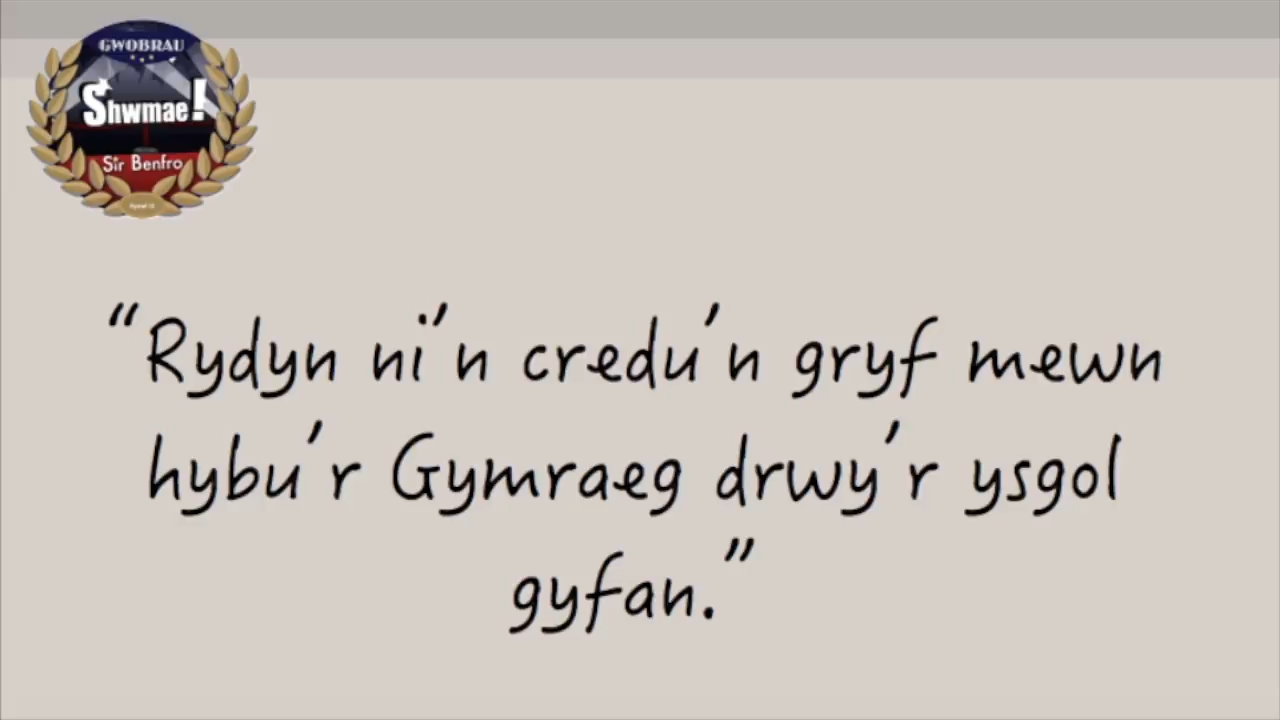 GWOBRAU
Shwmae!
Sir Benfro
“Rydyn ni’n credu’n gryf mewn
hybu’r Gymraeg drwy’r ysgol
gyfan.”